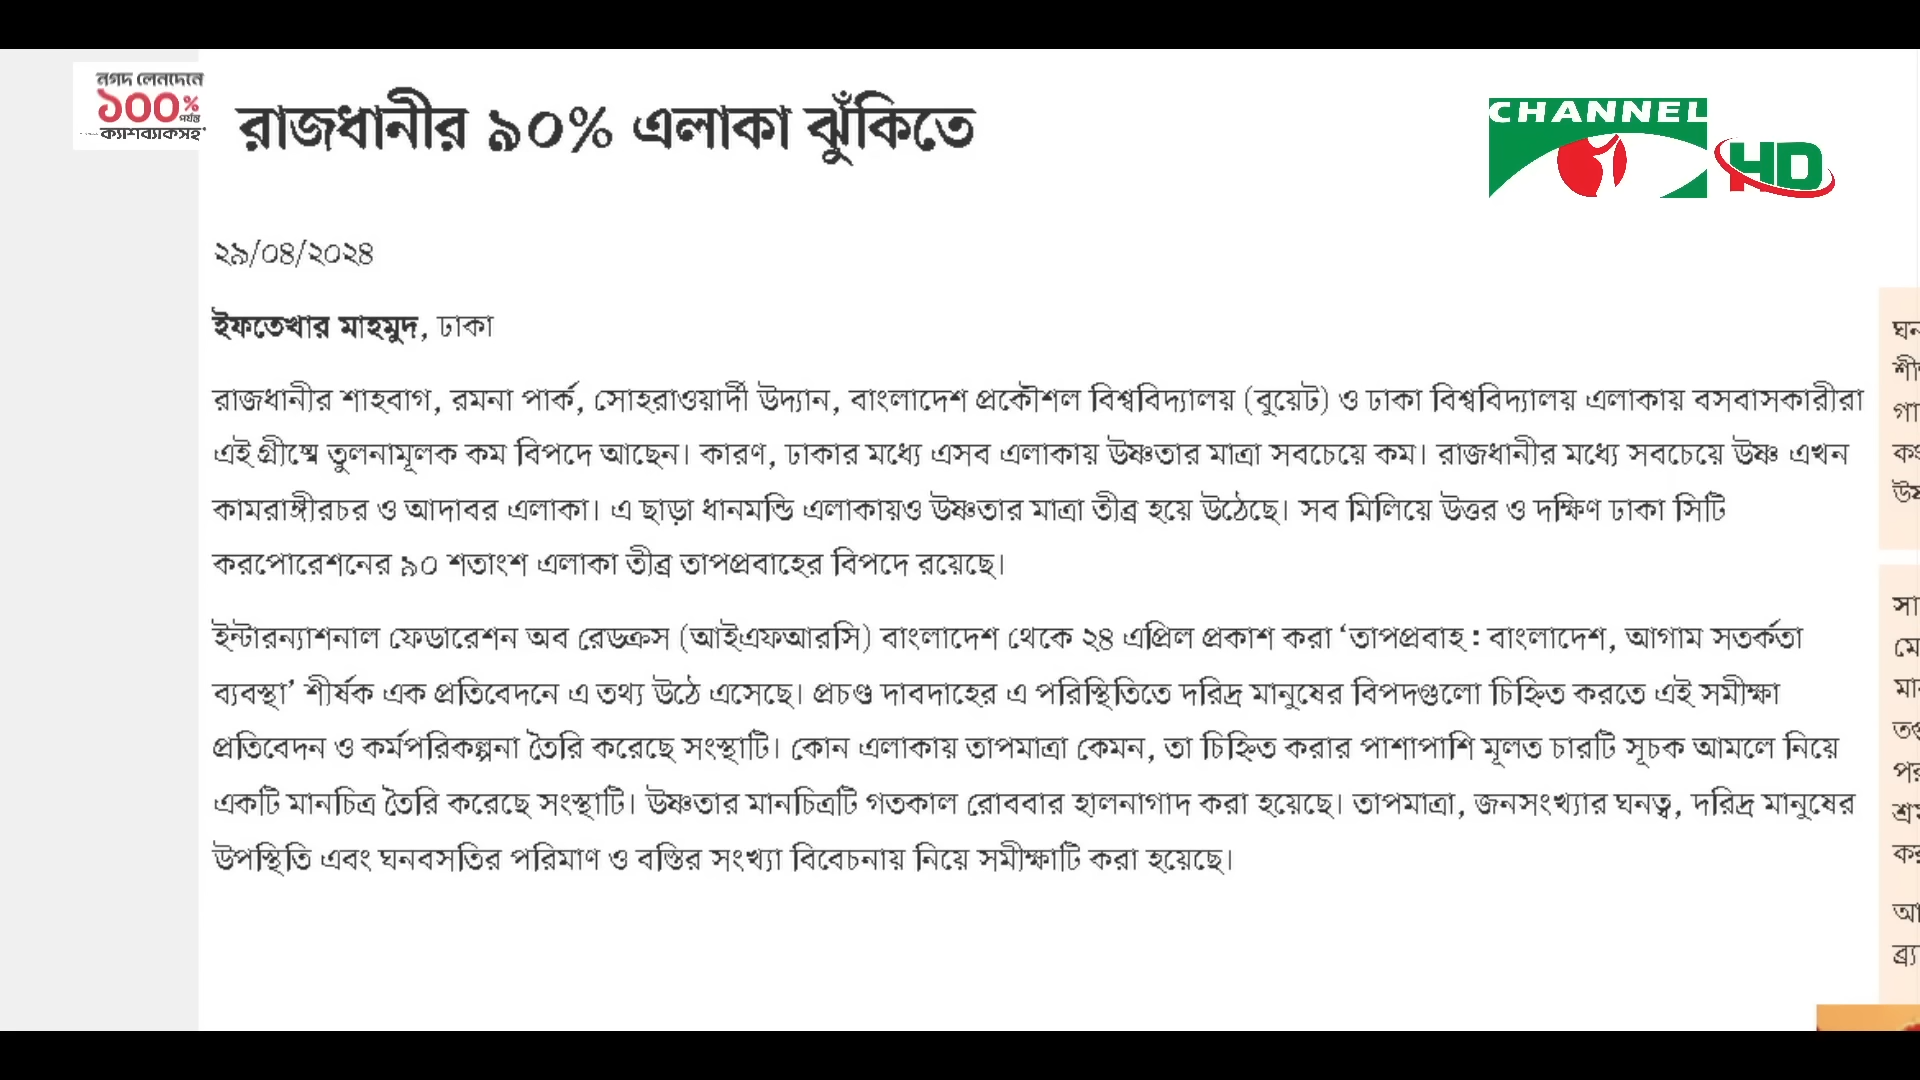 নগদ লেনদেনে
১০০%
পর্যন্ত
ক্যাশব্যাকসহ
রাজধানীর ৯০% এলাকা ঝুঁকিতে
CHANNEL
HD
২৯/০৪/২০২৪
ইফতেখার মাহমুদ, ঢাকা
রাজধানীর শাহবাগ, রমনা পার্ক, সোহরাওয়ার্দী উদ্যান, বাংলাদেশ প্রকৌশল বিশ্ববিদ্যালয় (বুয়েট) ও ঢাকা বিশ্ববিদ্যালয় এলাকায় বসবাসকারীরা
এই গ্রীষ্মে তুলনামূলক কম বিপদে আছেন। কারণ, ঢাকার মধ্যে এসব এলাকায় উষ্ণতার মাত্রা সবচেয়ে কম। রাজধানীর মধ্যে সবচেয়ে উষ্ণ এখন
কামরাঙ্গীরচর ও আদাবর এলাকা। এ ছাড়া ধানমন্ডি এলাকায়ও উষ্ণতার মাত্রা তীব্র হয়ে উঠেছে। সব মিলিয়ে উত্তর ও দক্ষিণ ঢাকা সিটি
করপোরেশনের ৯০ শতাংশ এলাকা তীব্র তাপপ্রবাহের বিপদে রয়েছে।
ইন্টারন্যাশনাল ফেডারেশন অব রেডক্রস (আইএফআরসি) বাংলাদেশ থেকে ২৪ এপ্রিল প্রকাশ করা ‘তাপপ্রবাহ : বাংলাদেশ, আগাম সতর্কতা
ব্যবস্থা’ শীর্ষক এক প্রতিবেদনে এ তথ্য উঠে এসেছে। প্রচণ্ড দাবদাহের এ পরিস্থিতিতে দরিদ্র মানুষের বিপদগুলো চিহ্নিত করতে এই সমীক্ষা
প্রতিবেদন ও কর্মপরিকল্পনা তৈরি করেছে সংস্থাটি। কোন এলাকায় তাপমাত্রা কেমন, তা চিহ্নিত করার পাশাপাশি মূলত চারটি সূচক আমলে নিয়ে
একটি মানচিত্র তৈরি করেছে সংস্থাটি। উষ্ণতার মানচিত্রটি গতকাল রোববার হালনাগাদ করা হয়েছে। তাপমাত্রা, জনসংখ্যার ঘনত্ব, দরিদ্র মানুষের
উপস্থিতি এবং ঘনবসতির পরিমাণ ও বস্তির সংখ্যা বিবেচনায় নিয়ে সমীক্ষাটি করা হয়েছে।